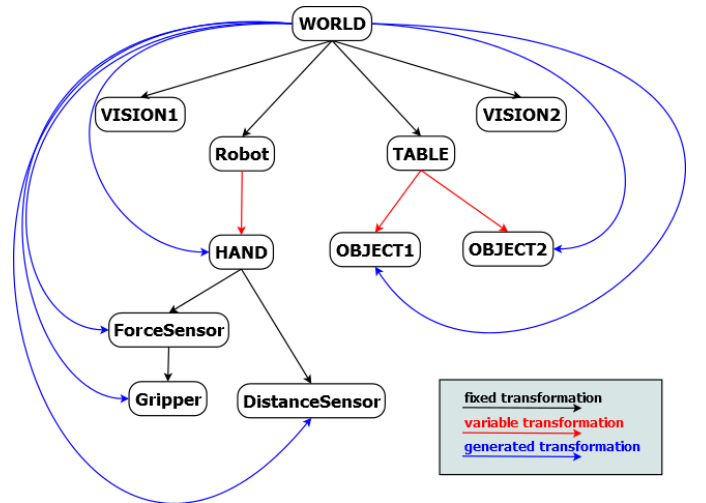 WORLD
VISION1
VISION2
Robot
TABLE
HAND
OBJECT1
OBJECT2
ForceSensor
Gripper
DistanceSensor
fixed transformation
variable transformation
generated transformation